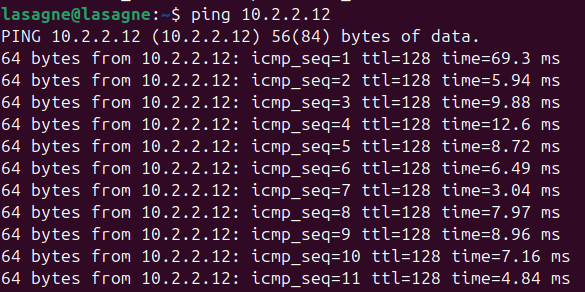 lasagne@lasagne:~$ ping 10.2.2.12
PING 10.2.2.12 (10.2.2.12) 56(84) bytes of data.
64 bytes from 10.2.2.12: icmp_seq=1 ttl=128 time=69.3 ms
64 bytes from 10.2.2.12: icmp_seq=2 ttl=128 time=5.94 ms
64 bytes from 10.2.2.12: icmp_seq=3 ttl=128 time=9.88 ms
64 bytes from 10.2.2.12: icmp_seq=4 ttl=128 time=12.6 ms
64 bytes from 10.2.2.12: icmp_seq=5 ttl=128 time=8.72 ms
64 bytes from 10.2.2.12: icmp_seq=6 ttl=128 time=6.49 ms
64 bytes from 10.2.2.12: icmp_seq=7 ttl=128 time=3.04 ms
64 bytes from 10.2.2.12: icmp_seq=8 ttl=128 time=7.97 ms
64 bytes from 10.2.2.12: icmp_seq=9 ttl=128 time=8.96 ms
64 bytes from 10.2.2.12: icmp_seq=10 ttl=128 time=7.16 ms
64 bytes from 10.2.2.12: icmp_seq=11 ttl=128 time=4.84 ms